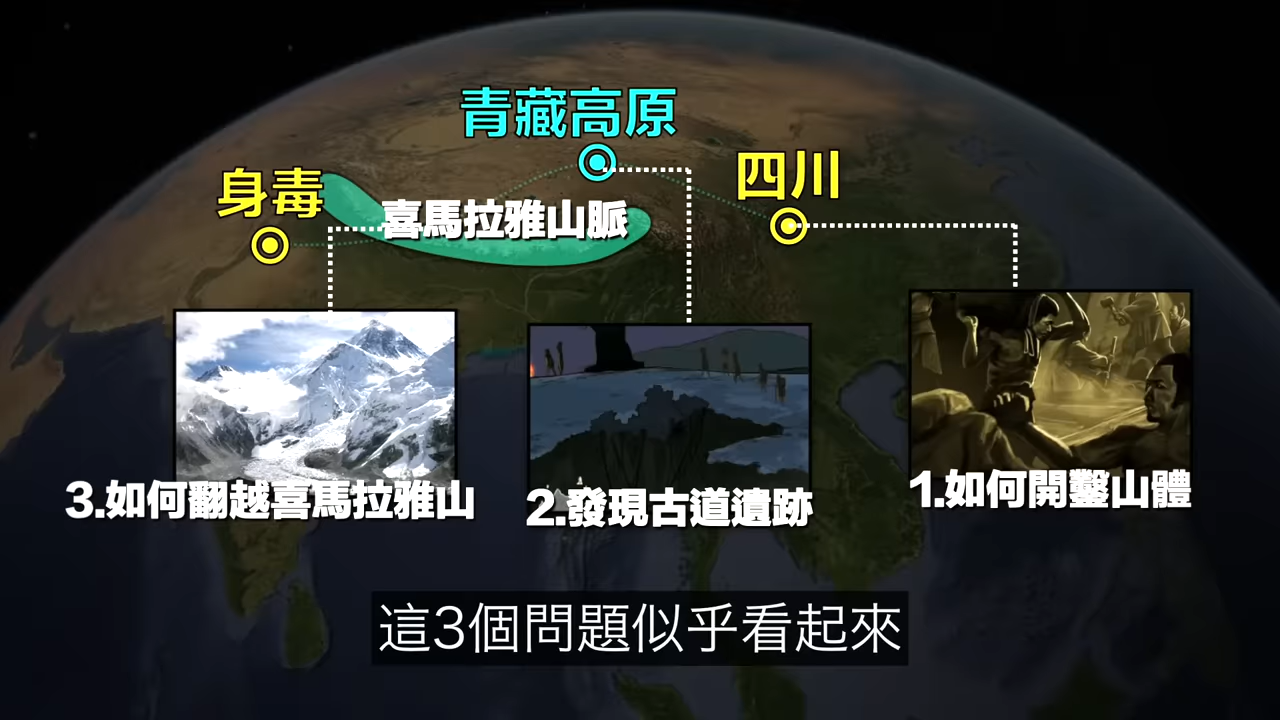 青藏高原
四川
身毒
喜馬拉雅山脈
3.如何翻越喜馬拉雅山
2.發現古道遺跡
1.如何開鑿山體
這3個問題似乎看起來